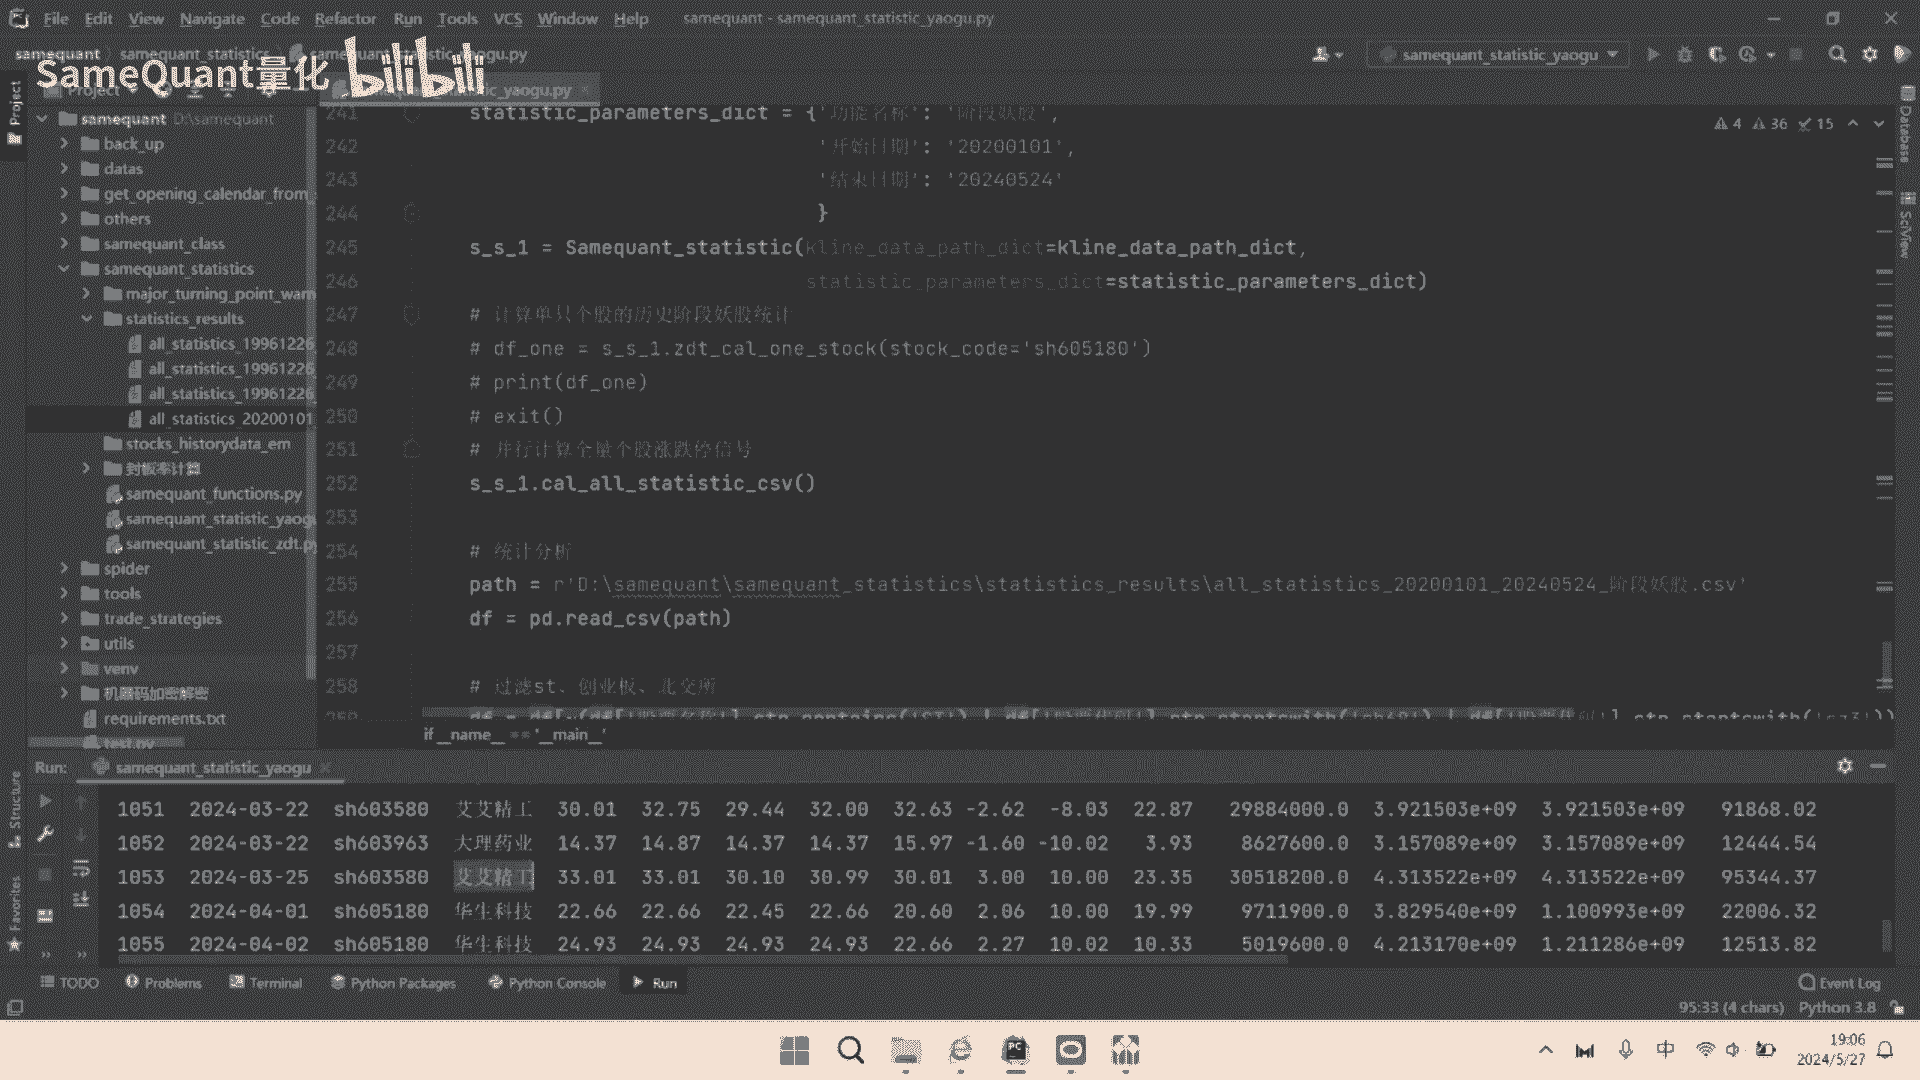 File Edit View Navigate Code Refactor Run Tools VCS Window Help samequant - samequant_statistic_yaogu.py
samequant samequant_statistics samequant_statistic_yaogu.py
samequant_statistic_yaogu
SameQuant量化 bilibili
Project
samequant D:\samequant
back_up
datas
get_opening_calendar_from_
others
samequant_class
samequant_statistics
major_turning_point_warn
statistics_results
all_statistics_19961226_
all_statistics_19961226_
all_statistics_19961226_
all_statistics_20200101_
stocks_historydata_em
封板率计算
samequant_functions.py
samequant_statistic_yaogu
samequant_statistic_zdt.py
spider
tools
trade_strategies
utils
venv
机器码加密解密
requirements.txt
test.py
4 36 15
241 statistic_parameters_dict = {'功能名称': '阶段妖股',
242 '开始日期': '20200101',
243 '结束日期': '20240524'
244 }
245 s_s_1 = Samequant_statistic(kline_data_path_dict=kline_data_path_dict,
246 statistic_parameters_dict=statistic_parameters_dict)
247 # 计算单只个股的历史阶段妖股统计
248 # df_one = s_s_1.zdt_cal_one_stock(stock_code='sh605180')
249 # print(df_one)
250 # exit()
251 # 并行计算全量个股涨跌停信号
252 s_s_1.cal_all_statistic_csv()
253
254 # 统计分析
255 path = r'D:\samequant\samequant_statistics\statistics_results\all_statistics_20200101_20240524_阶段妖股.csv'
256 df = pd.read_csv(path)
257
258 # 过滤st、创业板、北交所
if __name__ == '__main__'
Database
SciView
Structure
Favorites
Run: samequant_statistic_yaogu
1051 2024-03-22 sh603580 艾艾精工 30.01 32.75 29.44 32.00 32.63 -2.62 -8.03 22.87 29884000.0 3.921503e+09 3.921503e+09 91868.02
1052 2024-03-22 sh603963 大理药业 14.37 14.87 14.37 14.37 15.97 -1.60 -10.02 3.93 8627600.0 3.157089e+09 3.157089e+09 12444.54
1053 2024-03-25 sh603580 艾艾精工 33.01 33.01 30.10 30.99 30.01 3.00 10.00 23.35 30518200.0 4.313522e+09 4.313522e+09 95344.37
1054 2024-04-01 sh605180 华生科技 22.66 22.66 22.45 22.66 20.60 2.06 10.00 19.99 9711900.0 3.829540e+09 1.100993e+09 22006.32
1055 2024-04-02 sh605180 华生科技 24.93 24.93 24.93 24.93 22.66 2.27 10.02 10.33 5019600.0 4.213170e+09 1.211286e+09 12513.82
TODO Problems Terminal Python Packages Python Console Run Event Log
95:33 (4 chars) Python 3.8
中
19:06
2024/5/27